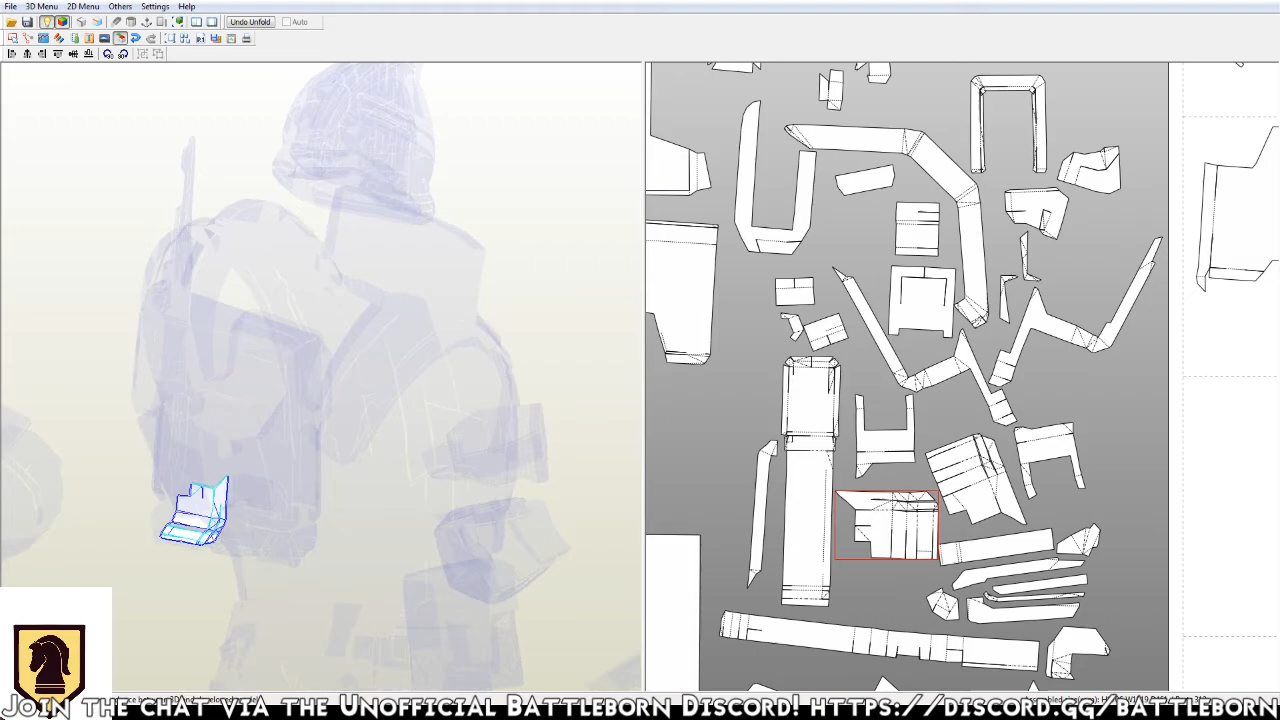 File 3D Menu Others Settings Help
Undo Unfold Auto
2D Menu
Join the chat via the Unofficial Battleborn Discord! https://discord.gg/battleborn